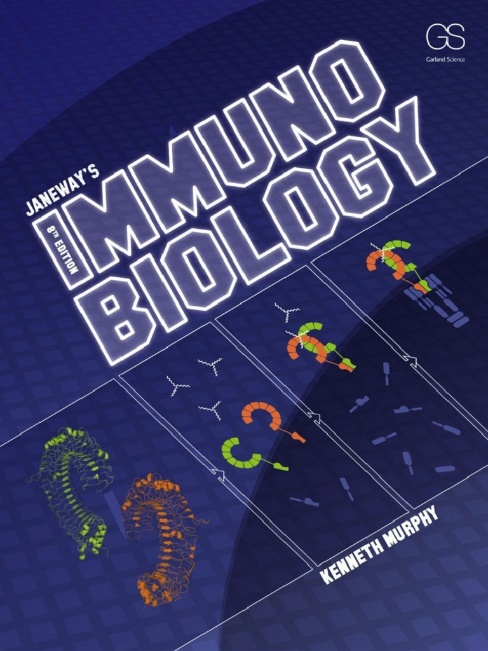 GS
Garland Science
JANEWAY'S
IMMUNO
8TH EDITION
BIOLOGY
KENNETH MURPHY